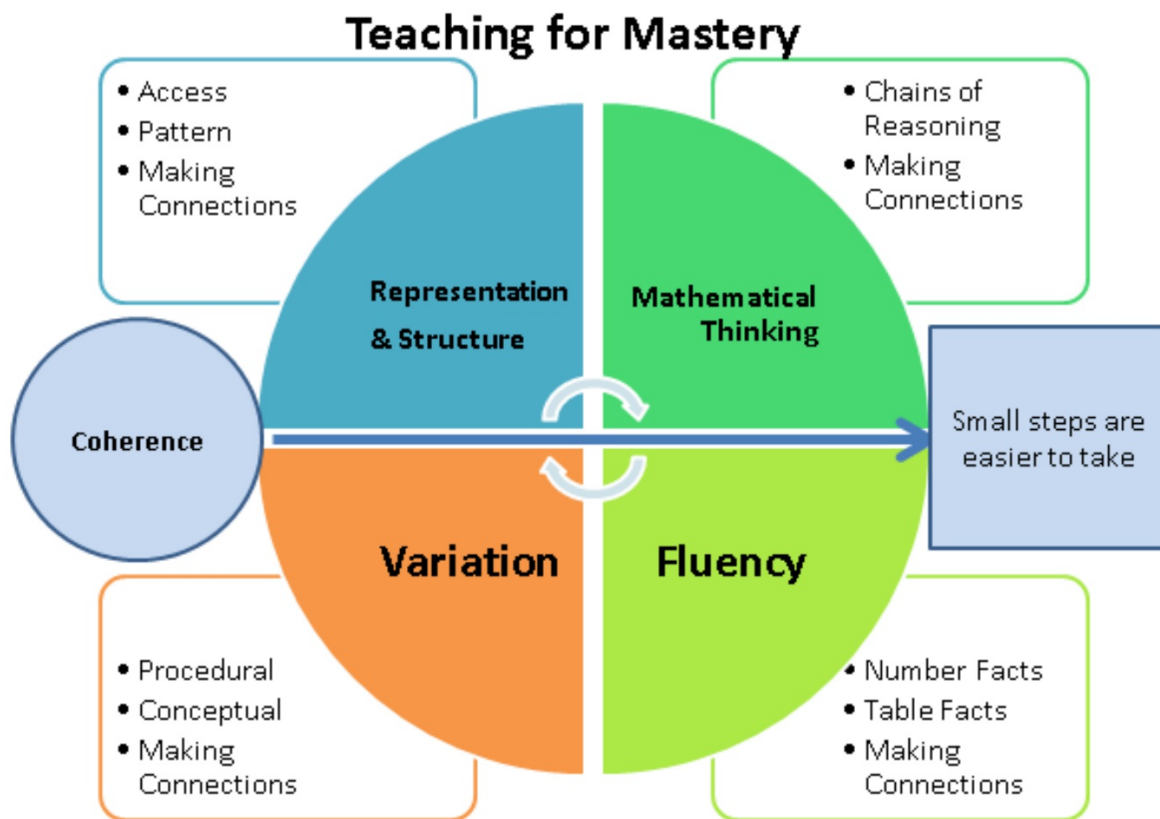 Teaching for Mastery
• Access
• Pattern
• Making
Connections
• Chains of
Reasoning
• Making
Connections
Representation
& Structure
Mathematical
Thinking
Coherence
Small steps are
easier to take
Variation
Fluency
• Procedural
• Conceptual
• Making
Connections
• Number Facts
• Table Facts
• Making
Connections